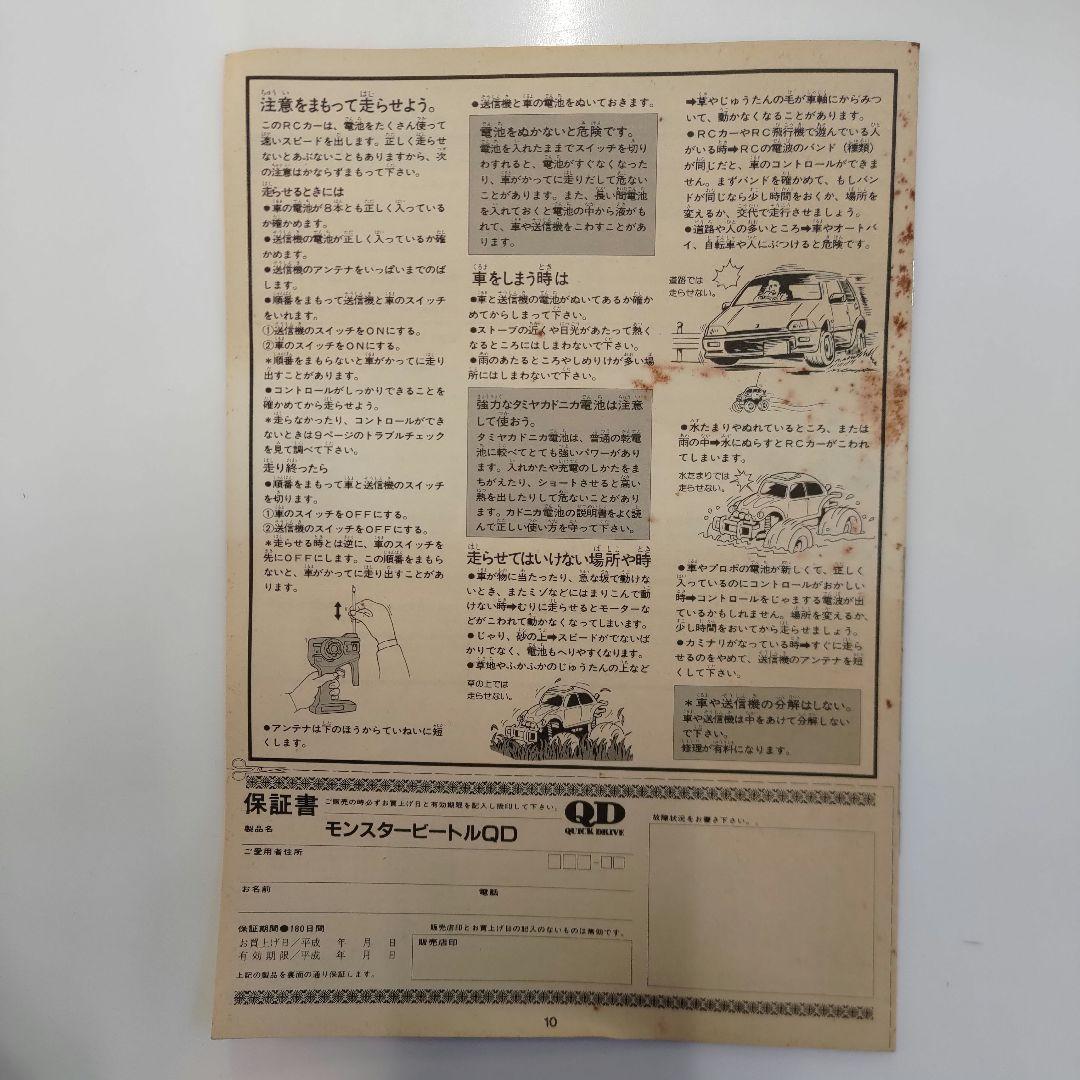 注意をまもって走らせよう。
このRCカーは、電池をたくさん使って
速いスピードを出します。正しく走らせ
ないとあぶないこともありますから、次
の注意はかならずまもって下さい。
走らせるときには
●車の電池が8本とも正しく入っている
か確かめます。
●送信機の電池が正しく入っているか確
かめます。
●送信機のアンテナをいっぱいまでのば
します。
●順番をまもって送信機と車のスイッチ
をいれます。
①送信機のスイッチをONにする。
②車のスイッチをONにする。
*順番をまもらないと車がかってに走り
出すことがあります。
●コントロールがしっかりできることを
確かめてから走らせよう。
*走らなかったり、コントロールができ
ないときは9ページのトラブルチェック
を見て調べて下さい。
走り終ったら
●順番をまもって車と送信機のスイッチ
を切ります。
①車のスイッチをOFFにする。
②送信機のスイッチをOFFにする。
*走らせる時とは逆に、車のスイッチを
先にOFFにします。この順番をまもら
ないと、車がかってに走り出すことがあ
ります。
●アンテナは下のほうからていねいに短
くします。
●送信機と車の電池をぬいておきます。
電池をぬかないと危険です。
電池を入れたままでスイッチを切り
わすれると、電池がすぐなくなった
り、車がかってに走りだして危ない
ことがあります。また、長い間電池
を入れておくと電池の中から液がも
れて、車や送信機をこわすことがあ
ります。
車をしまう時は
●車と送信機の電池がぬいてあるか確か
めてからしまって下さい。
●ストーブの近くや日光があたって熱く
なるところにはしまわないで下さい。
●雨のあたるところやしめりけが多い場
所にはしまわないで下さい。
強力なタミヤカドニカ電池は注意
して使おう。
タミヤカドニカ電池は、普通の乾電
池に較べてとても強いパワーがあり
ます。入れかたや充電のしかたをま
ちがえたり、ショートさせると高い
熱を出したりして危ないことがあり
ます。カドニカ電池の説明書をよく読
んで正しい使い方を守って下さい。
走らせてはいけない場所や時
●車が物に当たったり、急な坂で動けな
いとき、またミゾなどにはまりこんで動
けない時➡むりに走らせるとモーターな
どがこわれて動かなくなってしまいます。
●じゃり、砂の上➡スピードがでないば
かりでなく、電池もへりやすくなります。
●草地やふかふかのじゅうたんの上など
草の上では
走らせない。
➡草やじゅうたんの毛が車軸にからみつ
いて、動かなくなることがあります。
●RCカーやRC飛行機で遊んでいる人
がいる時➡RCの電波のバンド(種類)
が同じだと、車のコントロールができま
せん。まずバンドを確かめて、もしバン
ドが同じなら少し時間をおくか、場所を
変えるか、交代で走行させましょう。
●道路や人の多いところ➡車やオートバ
イ、自転車や人にぶつけると危険です。
道路では
走らせない。
●水たまりやぬれているところ、または
雨の中➡水にぬらすとRCカーがこわれ
てしまいます。
水たまりでは
走らせない。
●車やプロポの電池が新しくて、正しく
入っているのにコントロールがおかしい
時➡コントロールをじゃまする電波が出
ているかもしれません。場所を変えるか、
少し時間をおいてから走らせましょう。
●カミナリがなっている時➡すぐに走ら
せるのをやめて、送信機のアンテナを短
くして下さい。
*車や送信機の分解はしない。
車や送信機は中をあけて分解しない
で下さい。
修理が有料になります。
保証書 ご販売の時必ずお買上げ日と有効期限を記入し捺印して下さい。
QD
QUICK DRIVE
製品名 モンスタービートルQD
ご愛用者住所
お名前 電話
保証期間●180日間
お買上げ日/平成 年 月 日
有効期限/平成 年 月 日
上記の製品を裏面の通り保証します。
販売店印とお買上げ日の記入のないものは無効です。
販売店印
故障状況をお書き下さい。
10